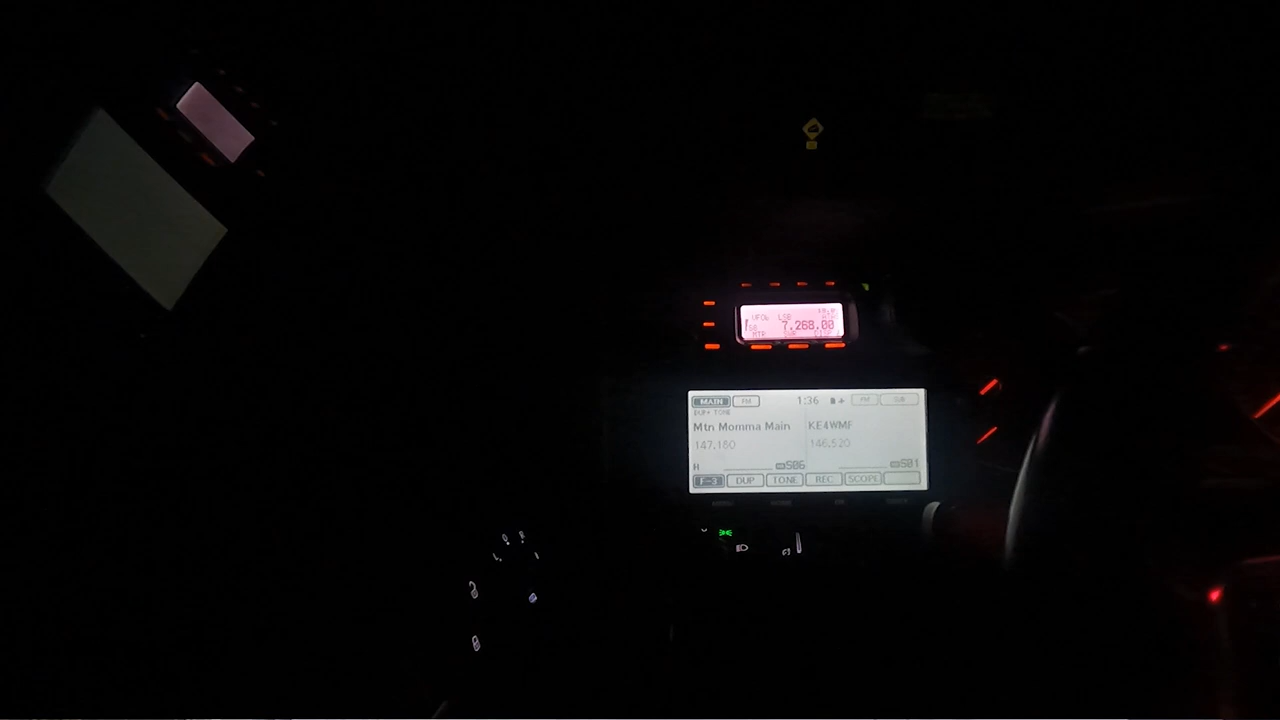 VFOb LSB
7.268.00
MTR
MAIN FM 1:36 FM SUB
DUP+ TONE
Mtn Momma Main KE4WMF
147.180 146.520
H S06 S01
F-3 DUP TONE REC SCOPE